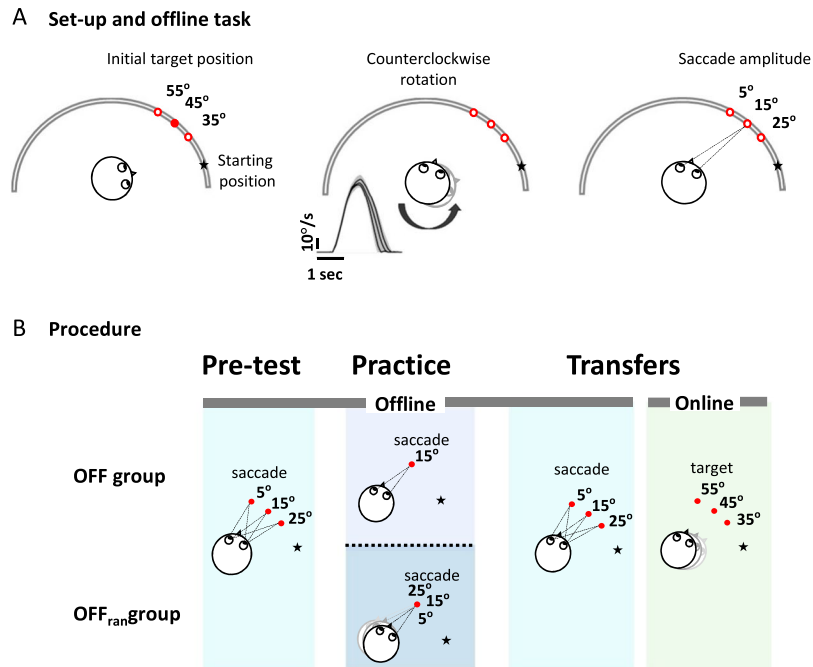 A Set-up and offline task
Initial target position
55°
45°
35°
Starting
position
Counterclockwise
rotation
10°/s
1 sec
Saccade amplitude
5°
15°
25°
B Procedure
Pre-test Practice Transfers
Offline Online
OFF group
saccade
5°
15°
25°
saccade
15°
saccade
5°
15°
25°
target
55°
45°
35°
OFFrangroup
saccade
25°
15°
5°